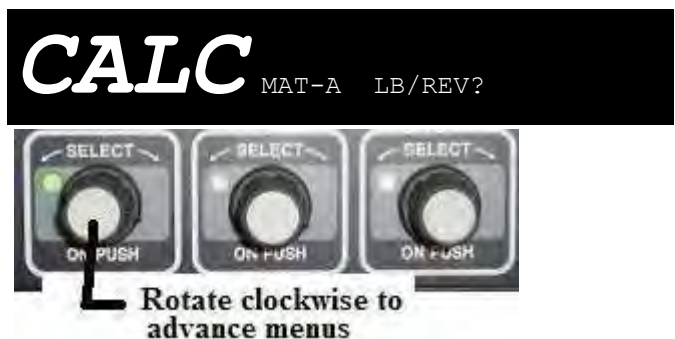 CALC MAT-A LB/REV?
SELECT SELECT SELECT
ON PUSH ON PUSH ON PUSH
Rotate clockwise to
advance menus